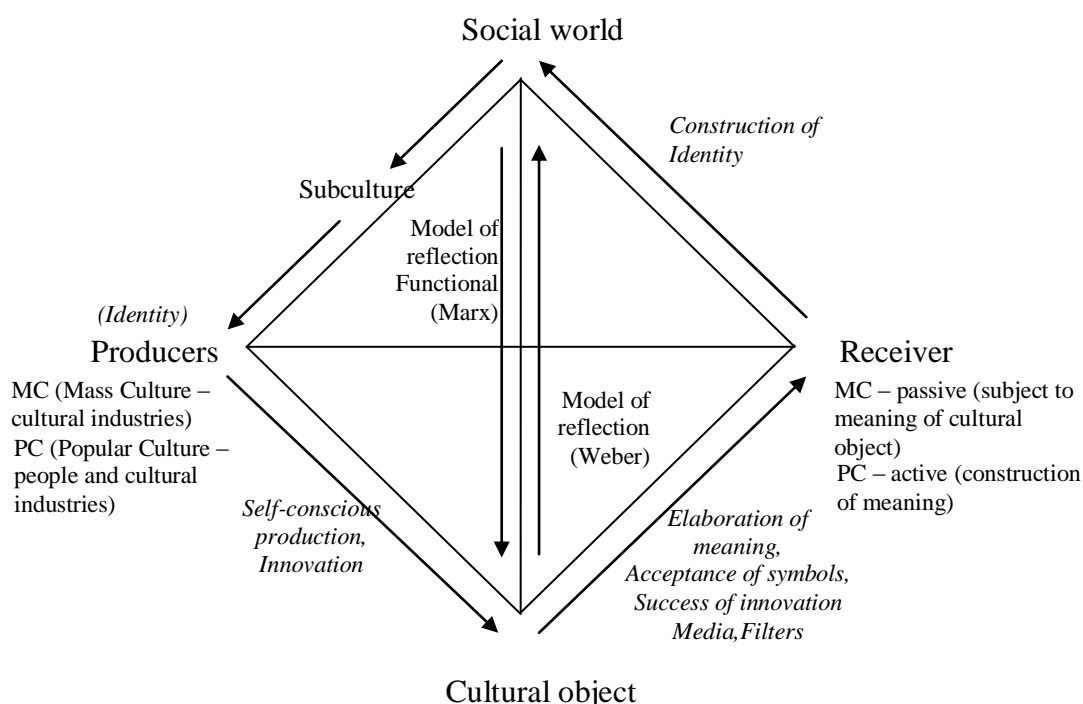 Social world
Construction of
Identity
Subculture
Model of
reflection
Functional
(Marx)
(Identity)
Producers
MC (Mass Culture –
cultural industries)
PC (Popular Culture –
people and cultural
industries)
Receiver
MC – passive (subject to
meaning of cultural
object)
PC – active (construction
of meaning)
Model of
reflection
(Weber)
Self-conscious
production,
Innovation
Elaboration of
meaning,
Acceptance of symbols,
Success of innovation
Media,Filters
Cultural object